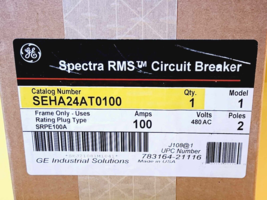 GE
Spectra RMS™ Circuit Breaker
Catalog Number Qty. Model
SEHA24AT0100 1 1
Frame Only - Uses Amps Volts Poles
Rating Plug Type 100 480 AC 2
SRPE100A
J108@1
UPC Number
783164-21116
GE Industrial Solutions Made in USA